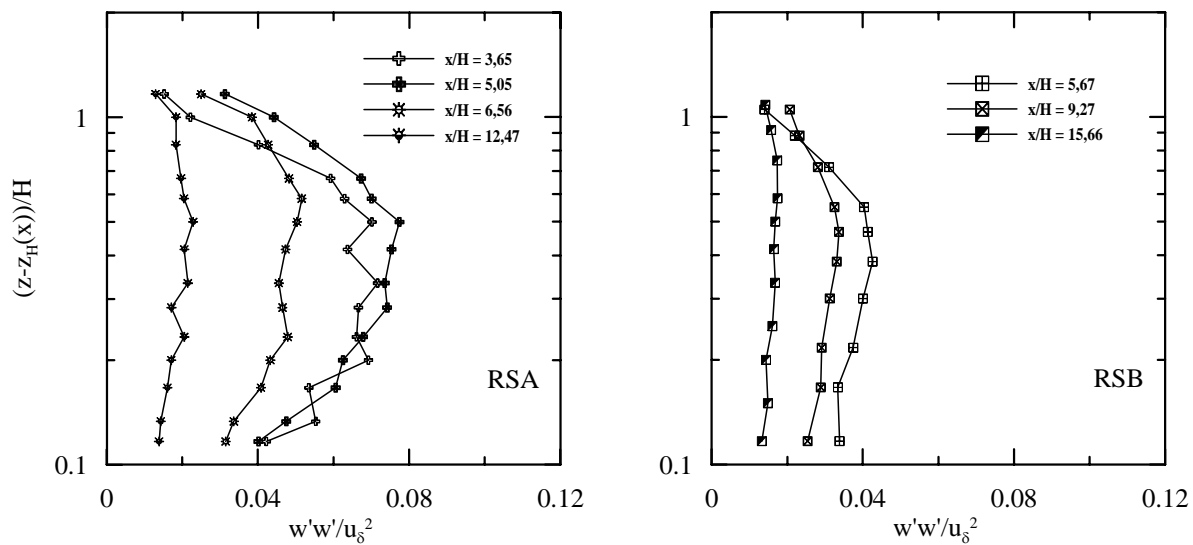 1
0.1
(z-z_H(x))/H
x/H = 3,65
x/H = 5,05
x/H = 6,56
x/H = 12,47
RSA
0 0.04 0.08 0.12
w'w'/u_δ^2
1
0.1
x/H = 5,67
x/H = 9,27
x/H = 15,66
RSB
0 0.04 0.08 0.12
w'w'/u_δ^2